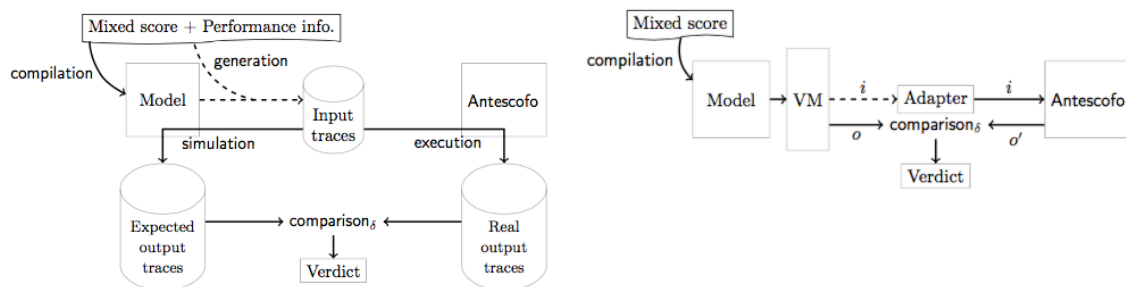 Mixed score + Performance info.
compilation
generation
Model
Input
traces
Antescofo
simulation
execution
Expected
output
traces
comparisonδ
Real
output
traces
Verdict
Mixed score
compilation
Model
VM
i
Adapter
i
Antescofo
o
comparisonδ
o′
Verdict